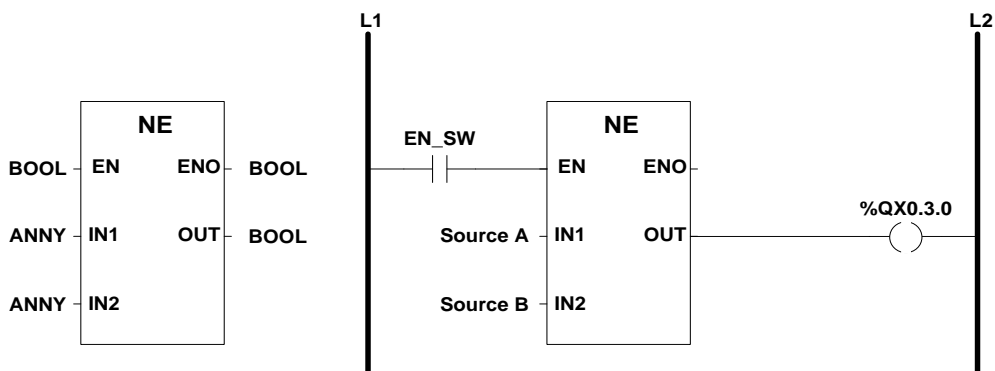 L1 L2
NE NE
EN_SW
BOOL EN ENO BOOL EN ENO
%QX0.3.0
ANNY IN1 OUT BOOL Source A IN1 OUT
ANNY IN2 Source B IN2